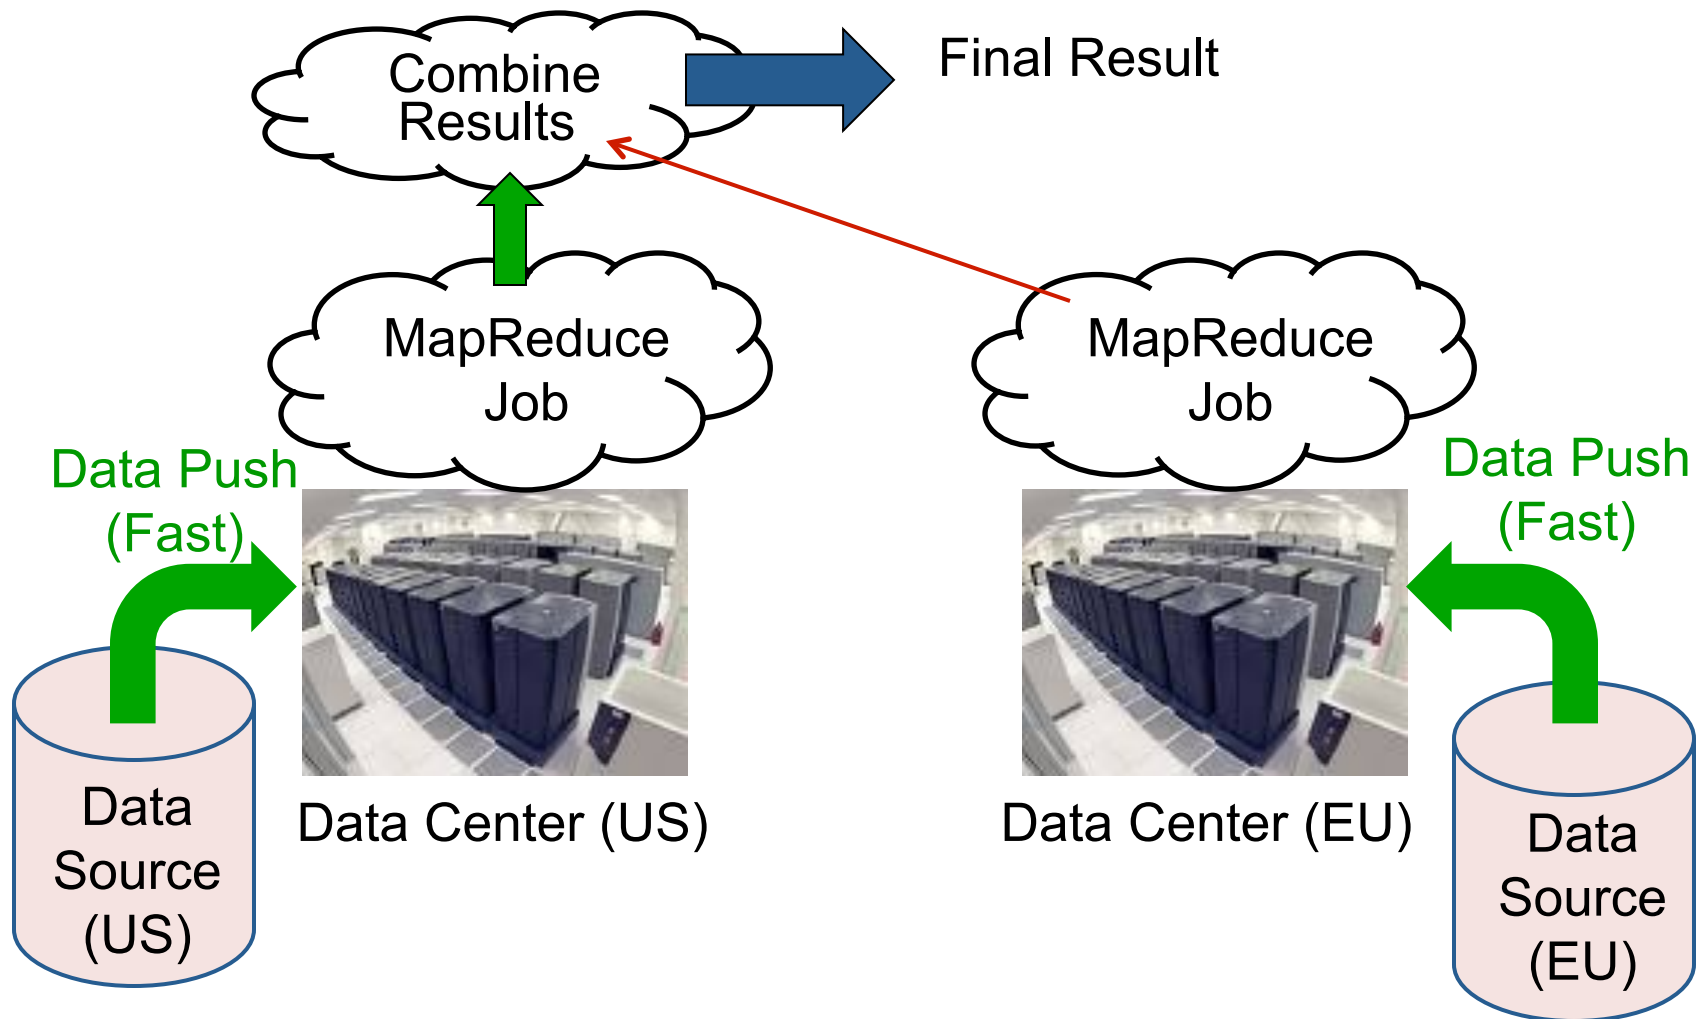 Combine
Results
Final Result
MapReduce
Job
MapReduce
Job
Data Push
(Fast)
Data Push
(Fast)
Data Center (US)
Data Center (EU)
Data
Source
(US)
Data
Source
(EU)